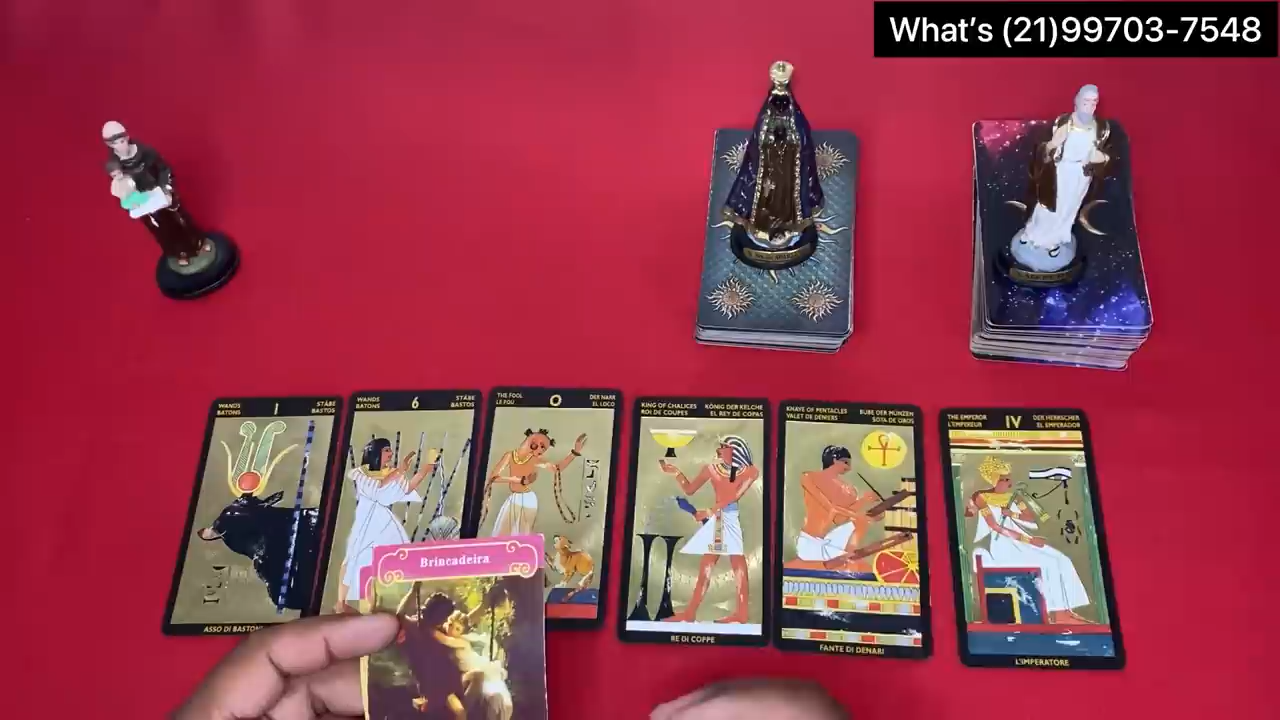 What's (21)99703-7548
WANDS
BATONS
I
STÄBE
BASTOS
ASSO DI BASTONI
WANDS
BATONS
6
STÄBE
BASTOS
THE FOOL
LE FOU
0
DER NARR
EL LOCO
KING OF CHALICES
ROI DE COUPES
KÖNIG DER KELCHE
EL REY DE COPAS
RE DI COPPE
KNAVE OF PENTACLES
VALET DE DENIERS
BUBE DER MÜNZEN
SOTA DE OROS
FANTE DI DENARI
THE EMPEROR
L'EMPEREUR
IV
DER HERRSCHER
EL EMPERADOR
L'IMPERATORE
Brincadeira